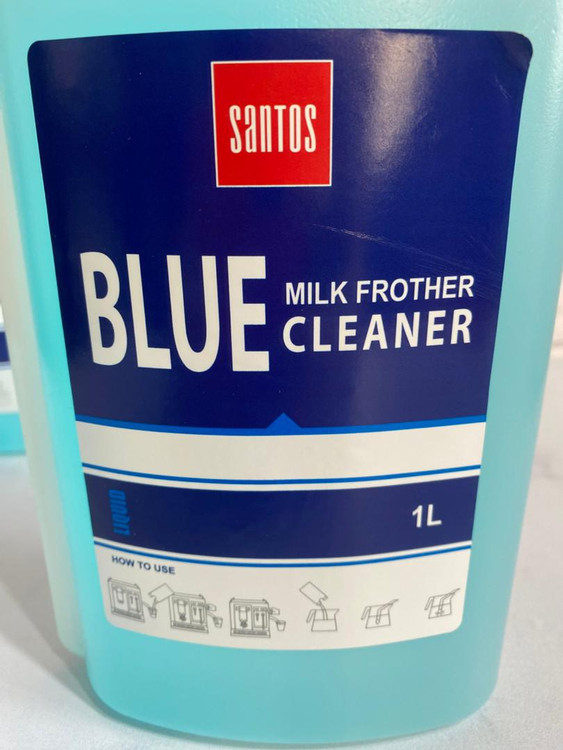 SANTOS
BLUE
MILK FROTHER
CLEANER
LIQUID
1L
HOW TO USE